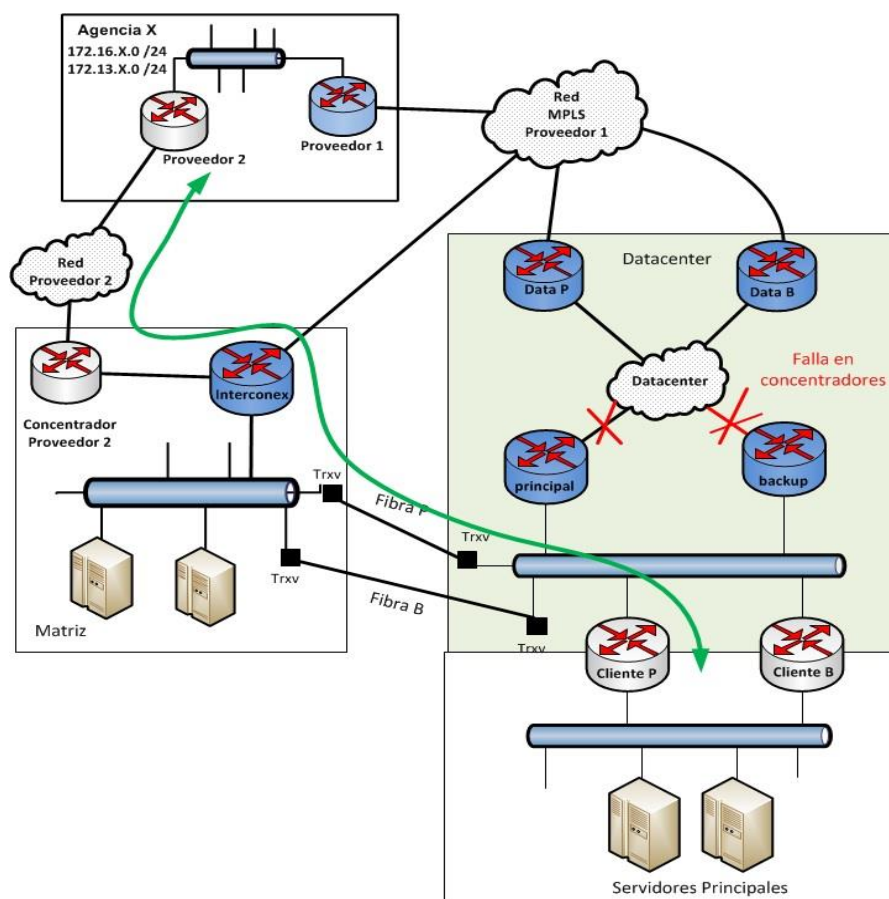 Agencia X
172.16.X.0 /24
172.13.X.0 /24
Proveedor 2
Proveedor 1
Red
MPLS
Proveedor 1
Red
Proveedor 2
Datacenter
Data P
Data B
Datacenter
Falla en
concentradores
Concentrador
Proveedor 2
Interconex
principal
backup
Trxv
Fibra P
Trxv
Trxv
Fibra B
Trxv
Matriz
Cliente P
Cliente B
Servidores Principales